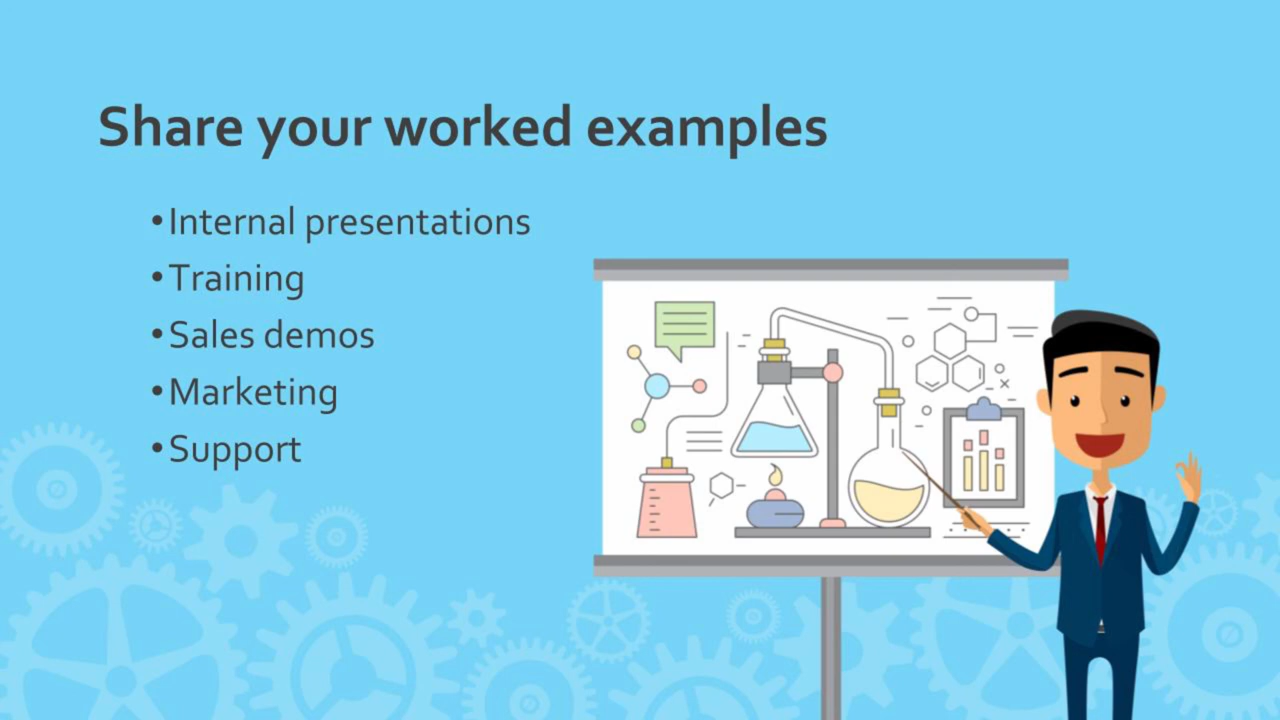 Share your worked examples
•Internal presentations
•Training
•Sales demos
•Marketing
•Support